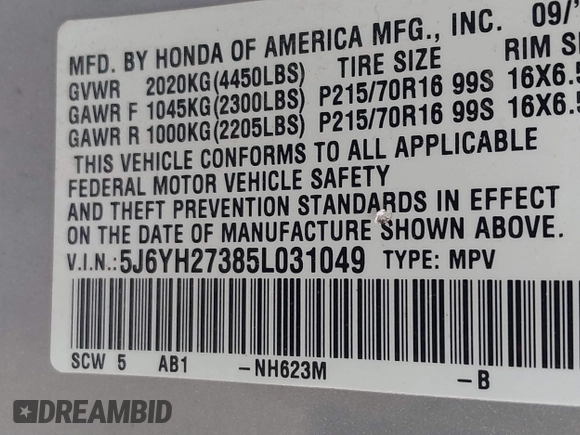 MFD. BY HONDA OF AMERICA MFG., INC. 09/
GVWR 2020KG(4450LBS) TIRE SIZE RIM
GAWR F 1045KG(2300LBS) P215/70R16 99S 16X6.5
GAWR R 1000KG(2205LBS) P215/70R16 99S 16X6.5
THIS VEHICLE CONFORMS TO ALL APPLICABLE
FEDERAL MOTOR VEHICLE SAFETY
AND THEFT PREVENTION STANDARDS IN EFFECT
ON THE DATE OF MANUFACTURE SHOWN ABOVE.
V.I.N.: 5J6YH27385L031049 TYPE: MPV
SCW 5 AB1 -NH623M -B
DREAMBID